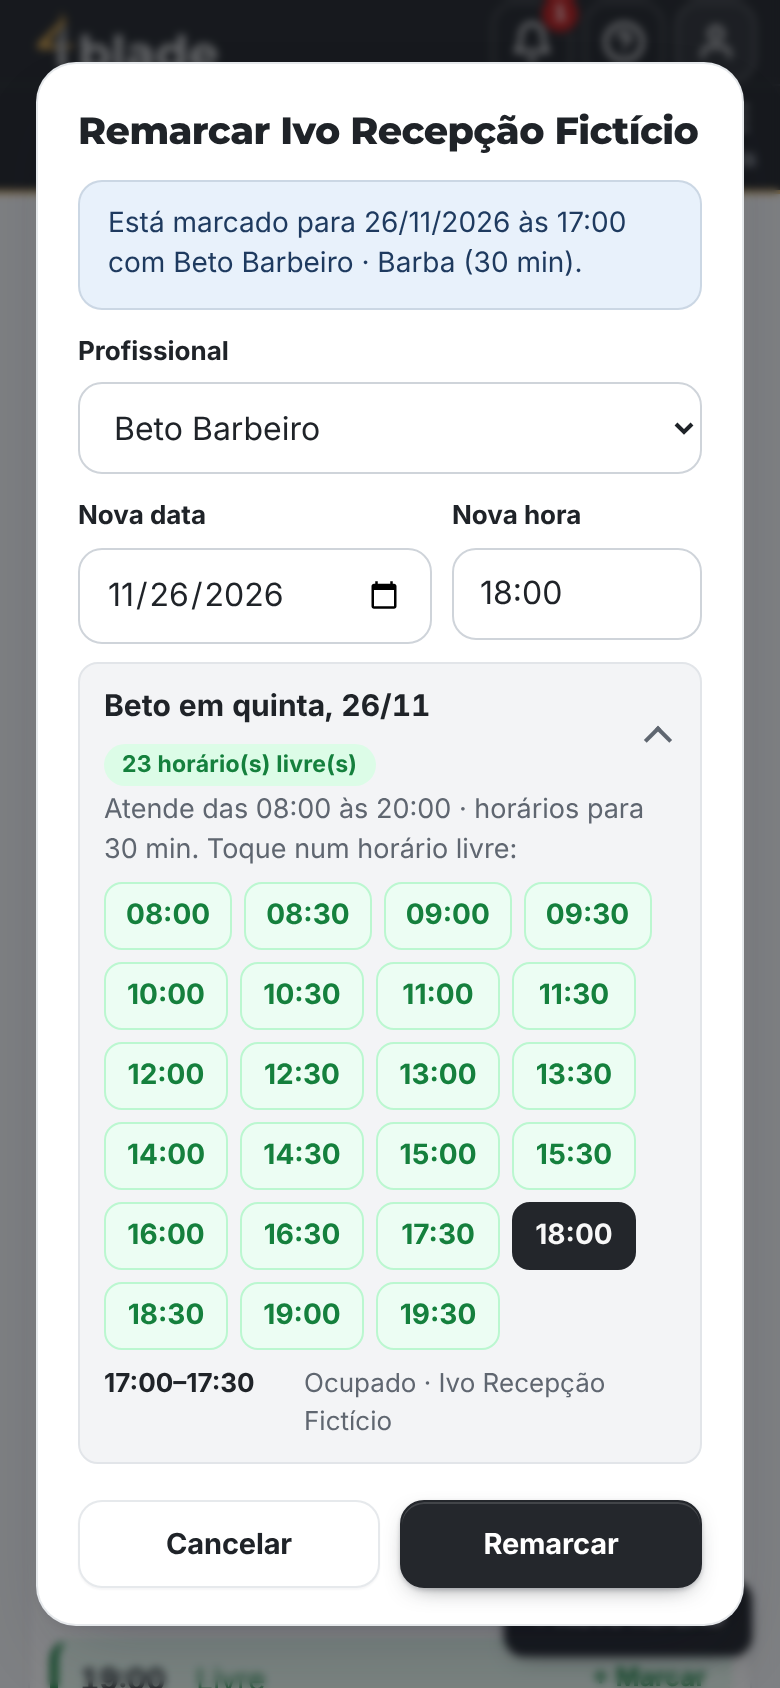 blade
Remarcar Ivo Recepção Fictício
Está marcado para 26/11/2026 às 17:00
com Beto Barbeiro · Barba (30 min).
Profissional
Beto Barbeiro
Nova data
Nova hora
11/26/2026
18:00
Beto em quinta, 26/11
23 horário(s) livre(s)
Atende das 08:00 às 20:00 · horários para
30 min. Toque num horário livre:
08:00 08:30 09:00 09:30
10:00 10:30 11:00 11:30
12:00 12:30 13:00 13:30
14:00 14:30 15:00 15:30
16:00 16:30 17:30 18:00
18:30 19:00 19:30
17:00–17:30 Ocupado · Ivo Recepção
Fictício
Cancelar
Remarcar
19:00 Livre + Marcar